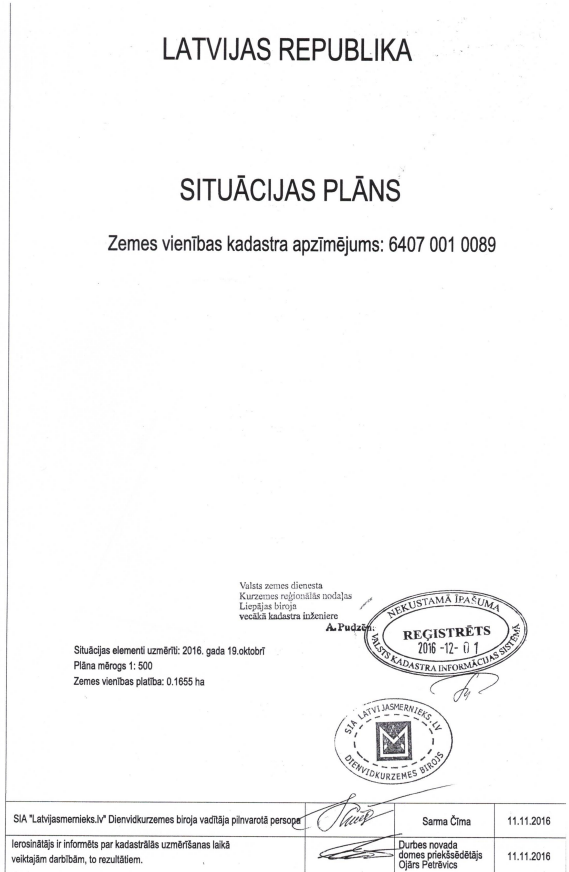 LATVIJAS REPUBLIKA
SITUĀCIJAS PLĀNS
Zemes vienības kadastra apzīmējums: 6407 001 0089
Valsts zemes dienesta
Kurzemes reģionālās nodaļas
Liepājas biroja
vecākā kadastra inženiere
NEKUSTAMĀ ĪPAŠUMA
REĢISTRĒTS
2016 -12- 01
VALSTS KADASTRA INFORMĀCIJAS SISTĒMĀ
Situācijas elementi uzmērīti: 2016. gada 19.oktobrī
Plāna mērogs 1: 500
Zemes vienības platība: 0.1655 ha
SIA LATVIJASMERNIEKS.LV
DIENVIDKURZEMES BIROJS
SIA "Latvijasmernieks.lv" Dienvidkurzemes biroja vadītāja pilnvarotā persona
Sarma Čīma
11.11.2016
Ierosinātājs ir informēts par kadastrālās uzmērīšanas laikā
veiktajām darbībām, to rezultātiem.
Durbes novada
domes priekšsēdētājs
Ojārs Petrēvics
11.11.2016